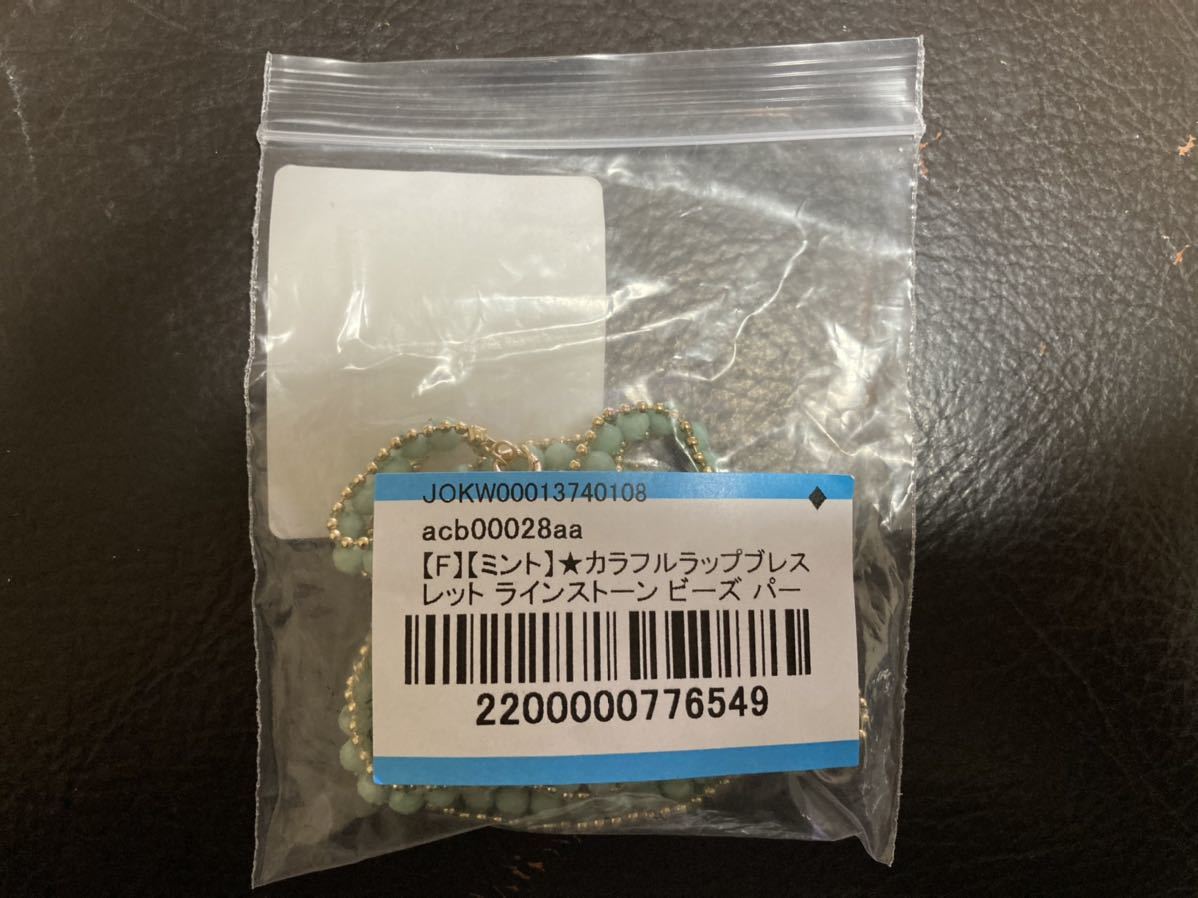 JOKW00013740108
acb00028aa
【F】【ミント】★カラフルラップブレス
レット ラインストーン ビーズ パー
2200000776549